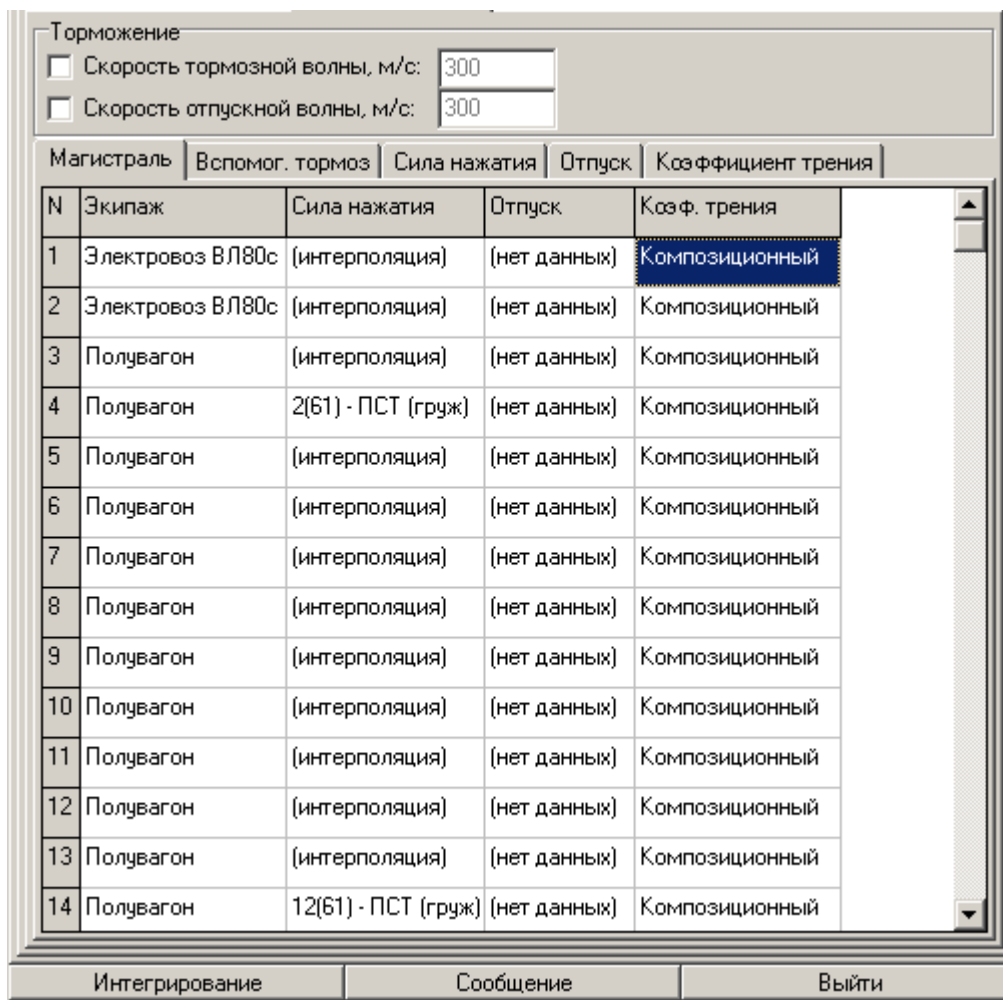 Торможение
Скорость тормозной волны, м/с: 300
Скорость отпускной волны, м/с: 300
Магистраль Вспомог. тормоз Сила нажатия Отпуск Коэффициент трения
N Экипаж Сила нажатия Отпуск Коэф. трения
1 Электровоз ВЛ80с (интерполяция) (нет данных) Композиционный
2 Электровоз ВЛ80с (интерполяция) (нет данных) Композиционный
3 Полувагон (интерполяция) (нет данных) Композиционный
4 Полувагон 2(61) - ПСТ (груж) (нет данных) Композиционный
5 Полувагон (интерполяция) (нет данных) Композиционный
6 Полувагон (интерполяция) (нет данных) Композиционный
7 Полувагон (интерполяция) (нет данных) Композиционный
8 Полувагон (интерполяция) (нет данных) Композиционный
9 Полувагон (интерполяция) (нет данных) Композиционный
10 Полувагон (интерполяция) (нет данных) Композиционный
11 Полувагон (интерполяция) (нет данных) Композиционный
12 Полувагон (интерполяция) (нет данных) Композиционный
13 Полувагон (интерполяция) (нет данных) Композиционный
14 Полувагон 12(61) - ПСТ (груж) (нет данных) Композиционный
Интегрирование Сообщение Выйти